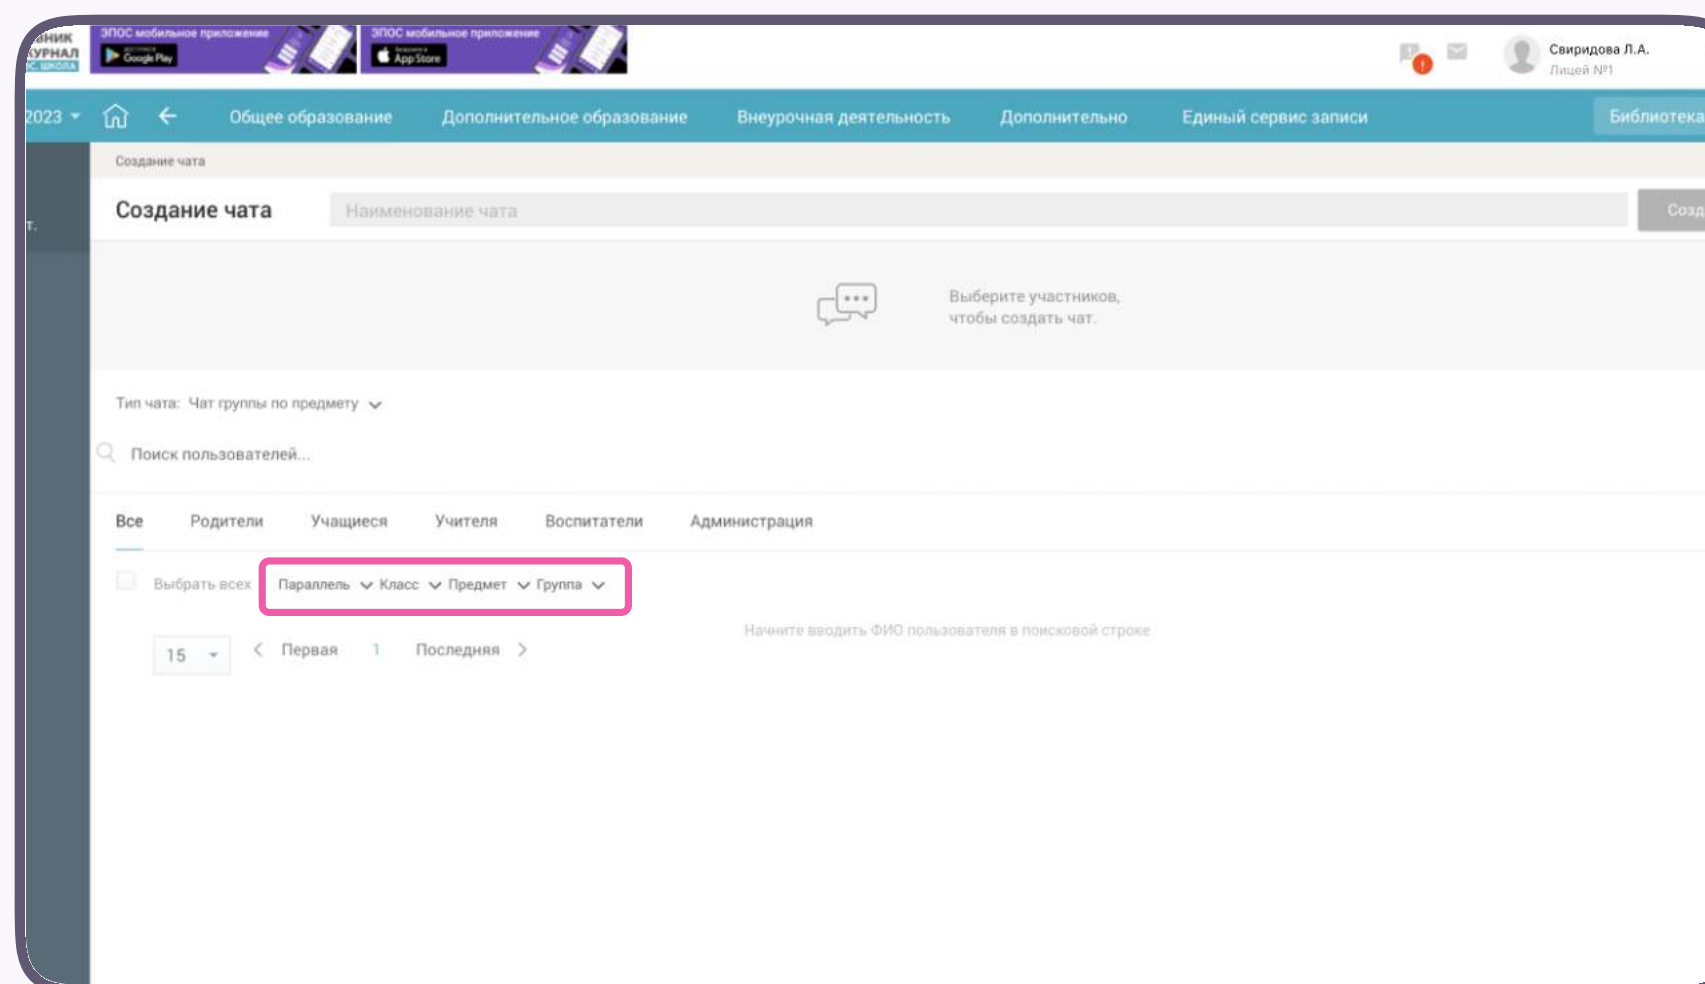 ЭПОС мобильное приложение
Google Play
ЭПОС мобильное приложение
App Store
ШКОЛА
Свиридова Л.А.
Лицей №1
2023
Общее образование
Дополнительное образование
Внеурочная деятельность
Дополнительно
Единый сервис записи
Библиотека
Создание чата
Создание чата
Наименование чата
Созд
т.
Выберите участников,
чтобы создать чат.
Тип чата: Чат группы по предмету
Поиск пользователей...
Все Родители Учащиеся Учителя Воспитатели Администрация
Выбрать всех Параллель Класс Предмет Группа
Начните вводить ФИО пользователя в поисковой строке
15 < Первая 1 Последняя >